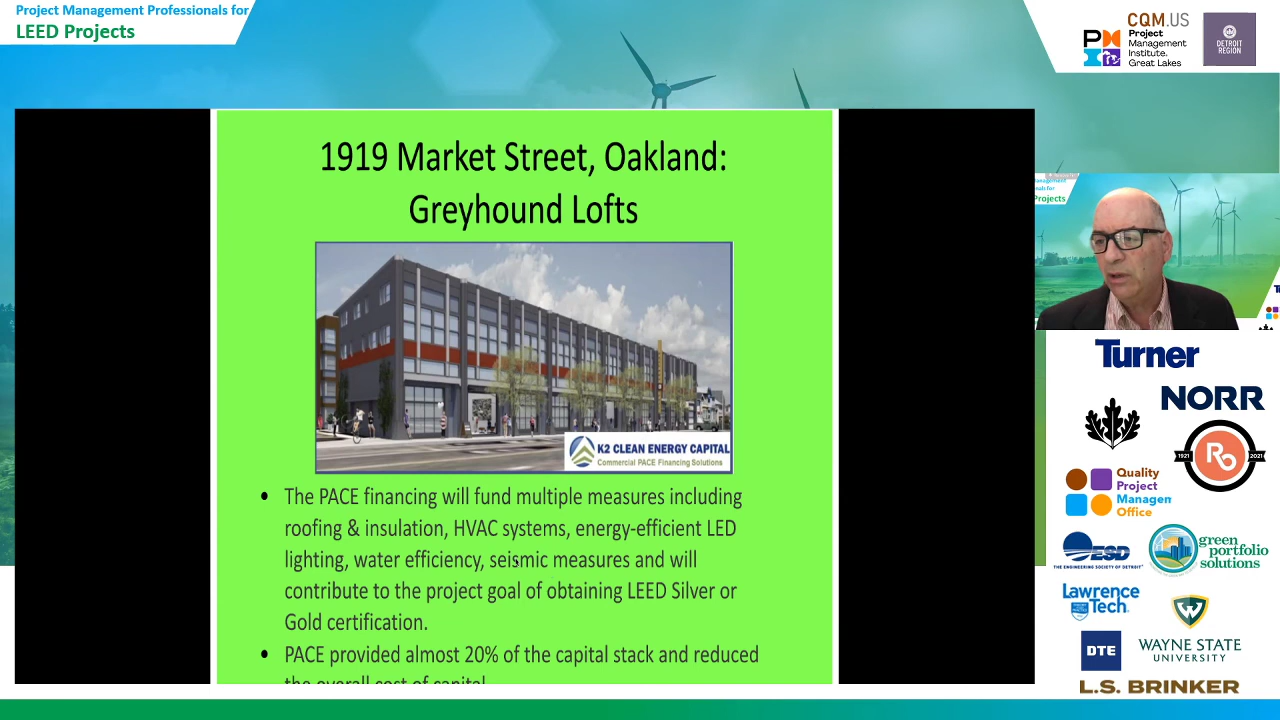 Project Management Professionals for
LEED Projects
CQM.US
Project
Management
Institute.
Great Lakes
DETROIT
REGION
1919 Market Street, Oakland:
Greyhound Lofts
K2 CLEAN ENERGY CAPITAL
Commercial PACE Financing Solutions
• The PACE financing will fund multiple measures including
roofing & insulation, HVAC systems, energy-efficient LED
lighting, water efficiency, seismic measures and will
contribute to the project goal of obtaining LEED Silver or
Gold certification.
• PACE provided almost 20% of the capital stack and reduced
the overall cost of capital
Projects
Turner
NORR
1921
Ro
2021
Quality
Project
Managem
Office
ESD
THE ENGINEERING SOCIETY OF DETROIT
green
portfolio
solutions
Lawrence
Tech
W
DTE
WAYNE STATE
UNIVERSITY
L.S. BRINKER